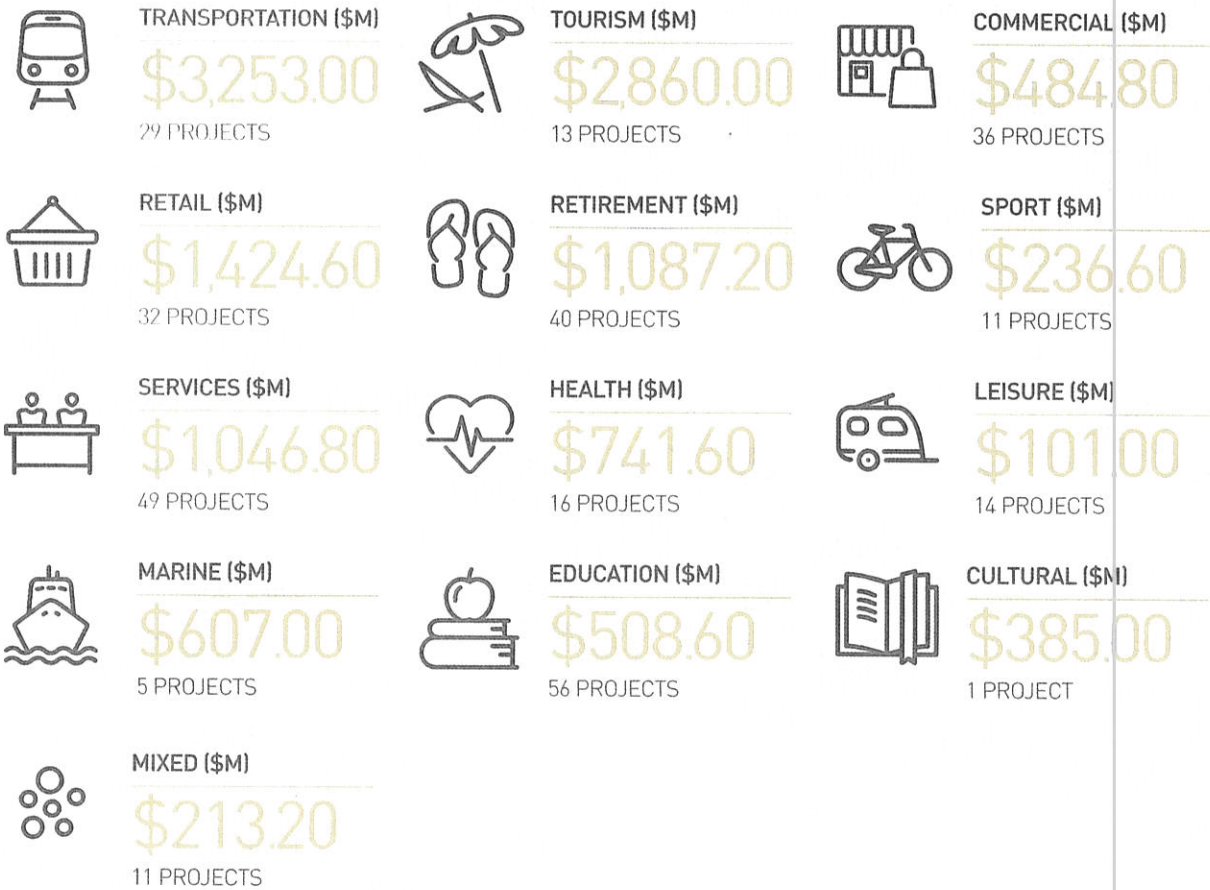 TRANSPORTATION ($M)
$3,253.00
29 PROJECTS
TOURISM ($M)
$2,860.00
13 PROJECTS
COMMERCIAL ($M)
$484.80
36 PROJECTS
RETAIL ($M)
$1,424.60
32 PROJECTS
RETIREMENT ($M)
$1,087.20
40 PROJECTS
SPORT ($M)
$236.60
11 PROJECTS
SERVICES ($M)
$1,046.80
49 PROJECTS
HEALTH ($M)
$741.60
16 PROJECTS
LEISURE ($M)
$101.00
14 PROJECTS
MARINE ($M)
$607.00
5 PROJECTS
EDUCATION ($M)
$508.60
56 PROJECTS
CULTURAL ($M)
$385.00
1 PROJECT
MIXED ($M)
$213.20
11 PROJECTS